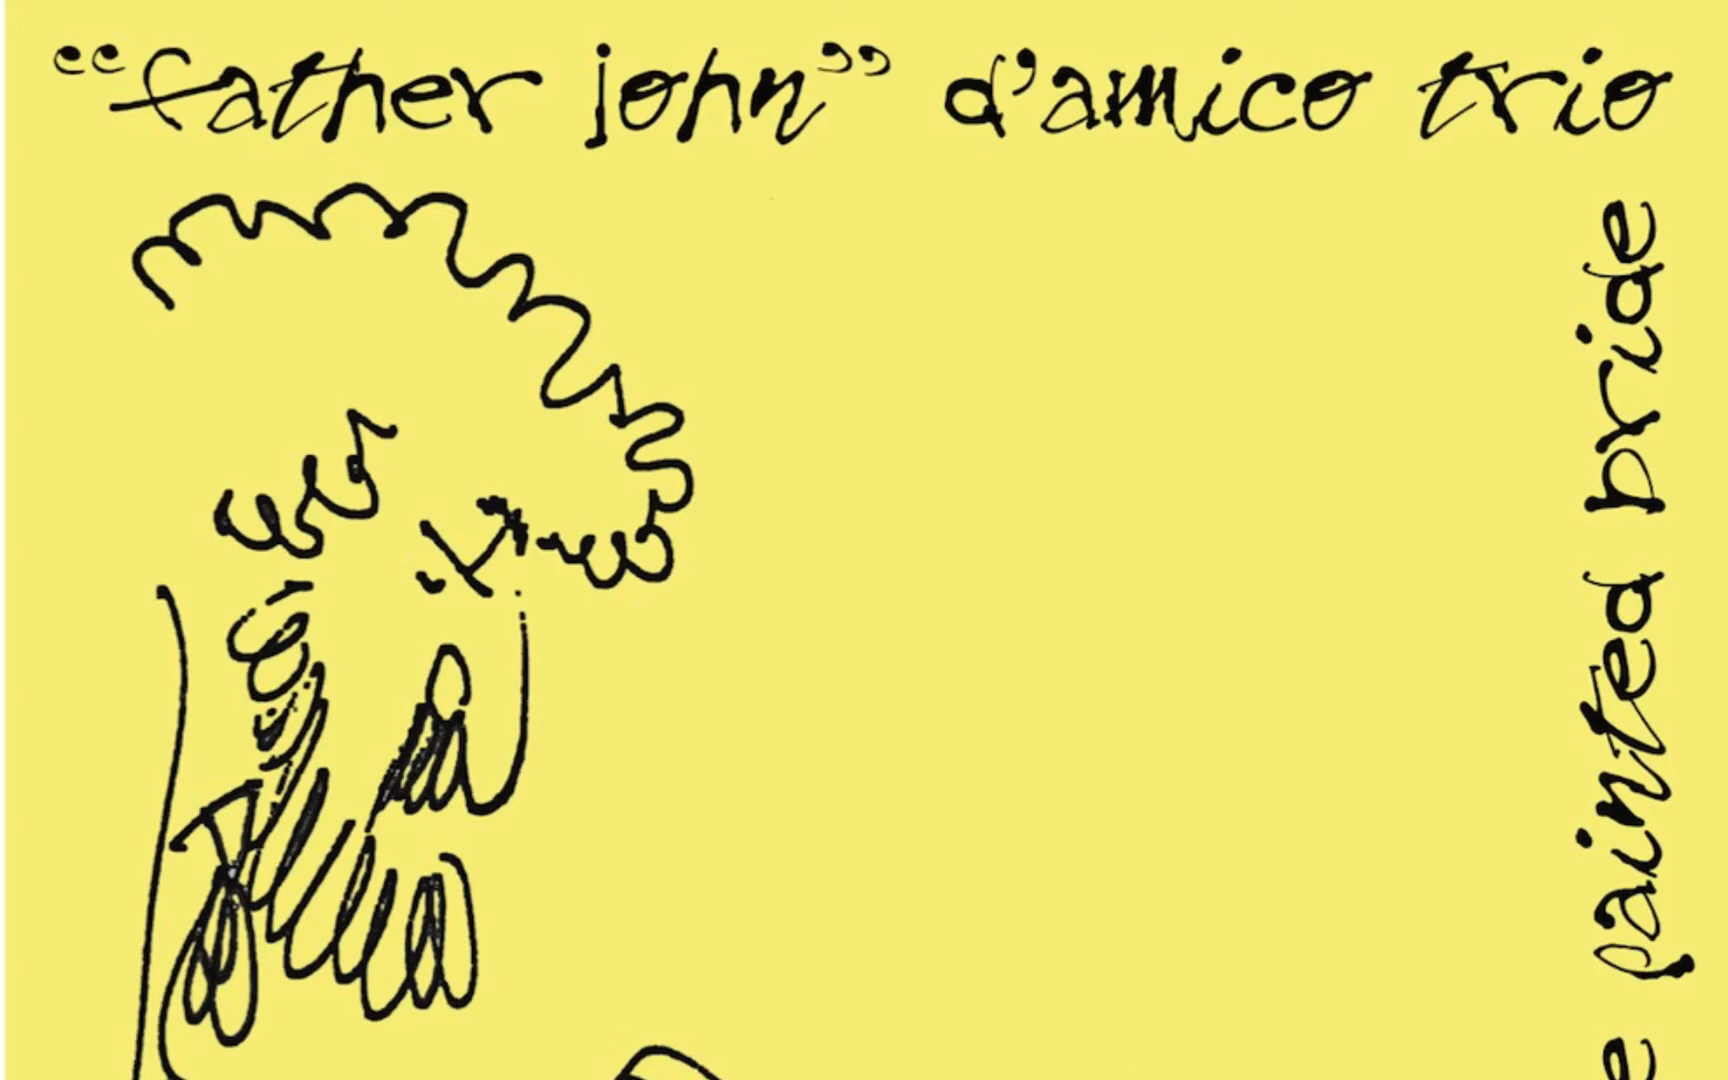 “father john” d’amico trio
e painted bride